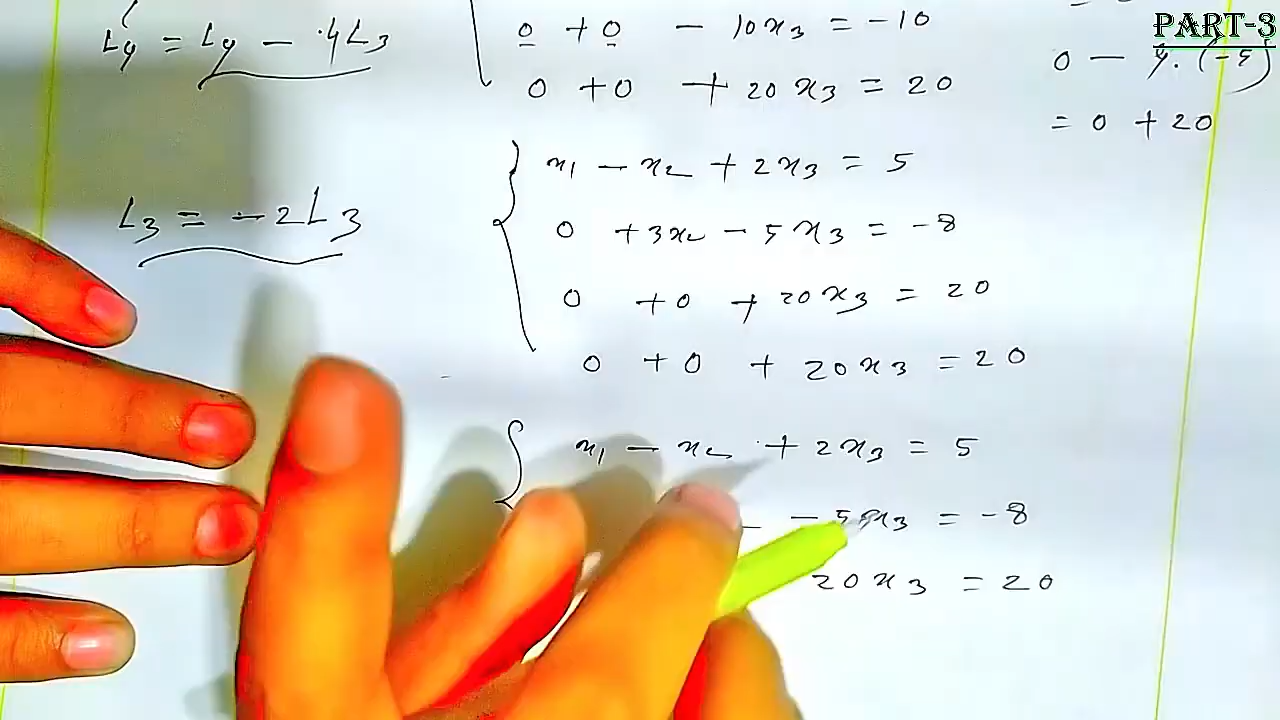 PART-3
L4 = L4 - 4L3
0 + 0 - 10x3 = -10
0 + 0 + 20x3 = 20
0 - 4.(-5)
= 0 + 20
L3 = -2L3
x1 - x2 + 2x3 = 5
0 + 3x2 - 5x3 = -8
0 + 0 + 20x3 = 20
0 + 0 + 20x3 = 20
x1 - x2 + 2x3 = 5
- 5x3 = -8
20x3 = 20